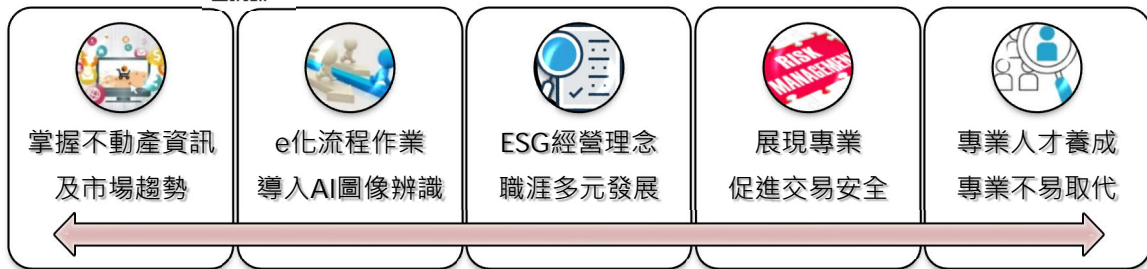 掌握不動產資訊
及市場趨勢
e化流程作業
導入AI圖像辨識
ESG經營理念
職涯多元發展
RISK
MANAGEMENT
展現專業
促進交易安全
專業人才養成
專業不易取代